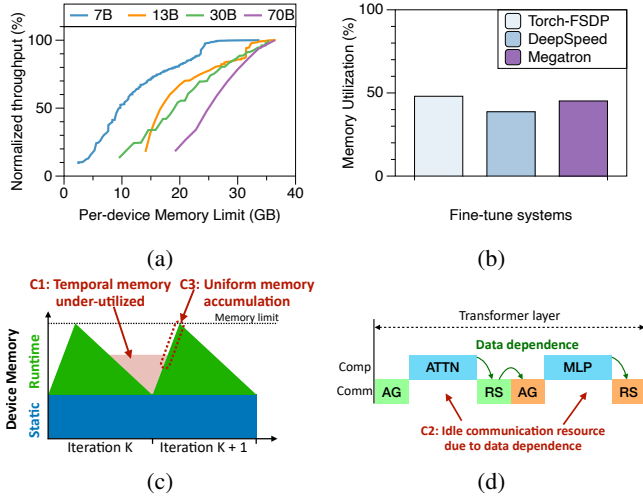 7B 13B 30B 70B
Normalized throughput (%)
100
50
0
0 10 20 30 40
Per-device Memory Limit (GB)
(a)
Torch-FSDP
DeepSpeed
Megatron
Memory Utilization (%)
100
50
0
Fine-tune systems
(b)
C1: Temporal memory
under-utilized
C3: Uniform memory
accumulation
Memory limit
Device Memory
Runtime
Static
Iteration K
Iteration K + 1
(c)
Transformer layer
Data dependence
Comp
ATTN
MLP
Comm
AG
RS
AG
RS
C2: Idle communication resource
due to data dependence
(d)